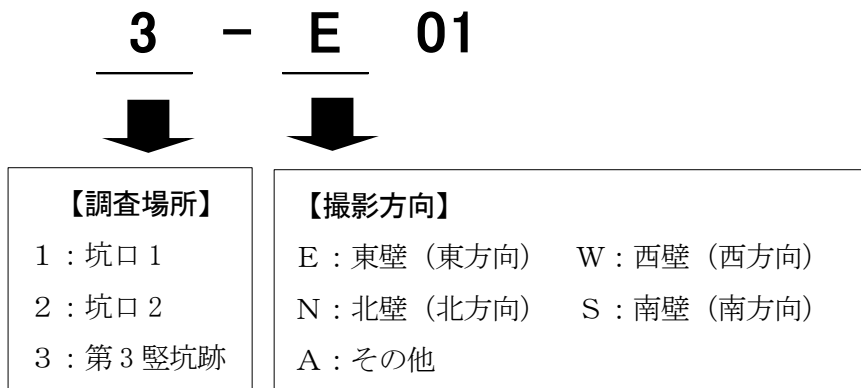 3 － E 01
【調査場所】
１：坑口１
２：坑口２
３：第３竪坑跡
【撮影方向】
Ｅ：東壁（東方向） Ｗ：西壁（西方向）
Ｎ：北壁（北方向） Ｓ：南壁（南方向）
Ａ：その他